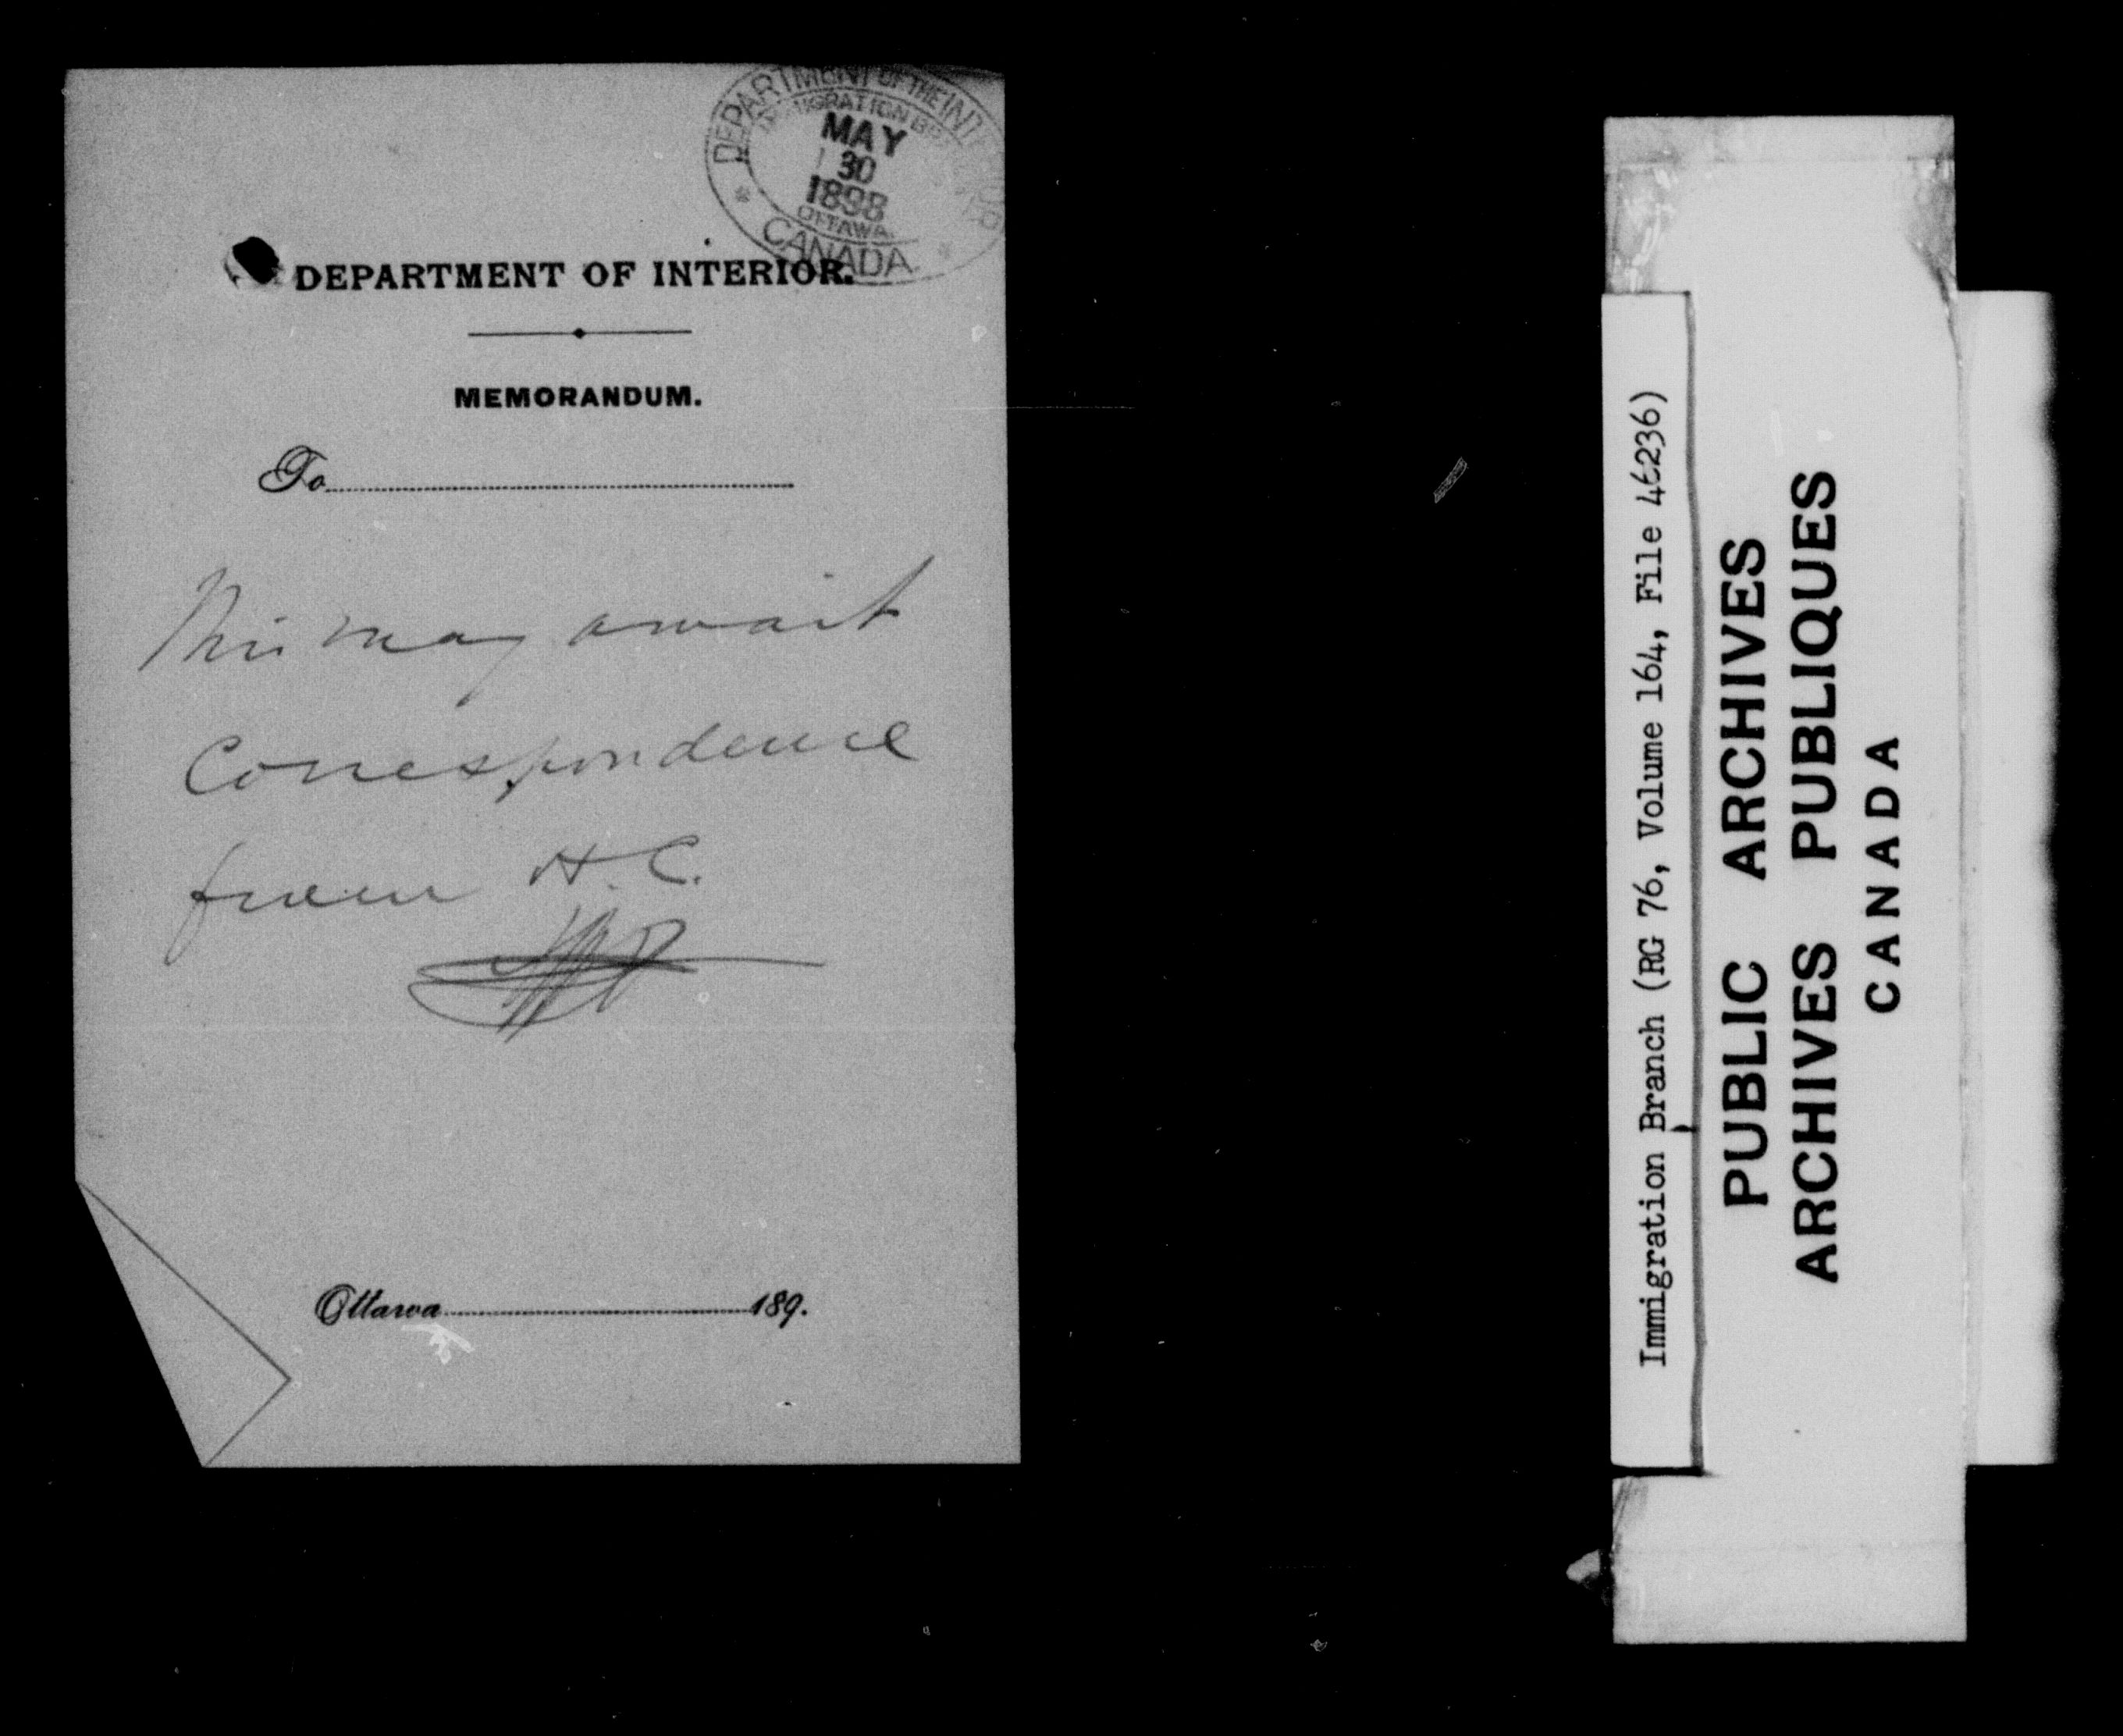 DEPARTMENT OF THE INTERIOR
IMMIGRATION BRANCH
MAY
30
1898
OTTAWA.
CANADA
DEPARTMENT OF INTERIOR.
MEMORANDUM.
To
This may await
Correspondence
from H.C.
Ottawa 189.
Immigration Branch (RG 76, Volume 164, File 46236)
PUBLIC ARCHIVES
ARCHIVES PUBLIQUES
CANADA